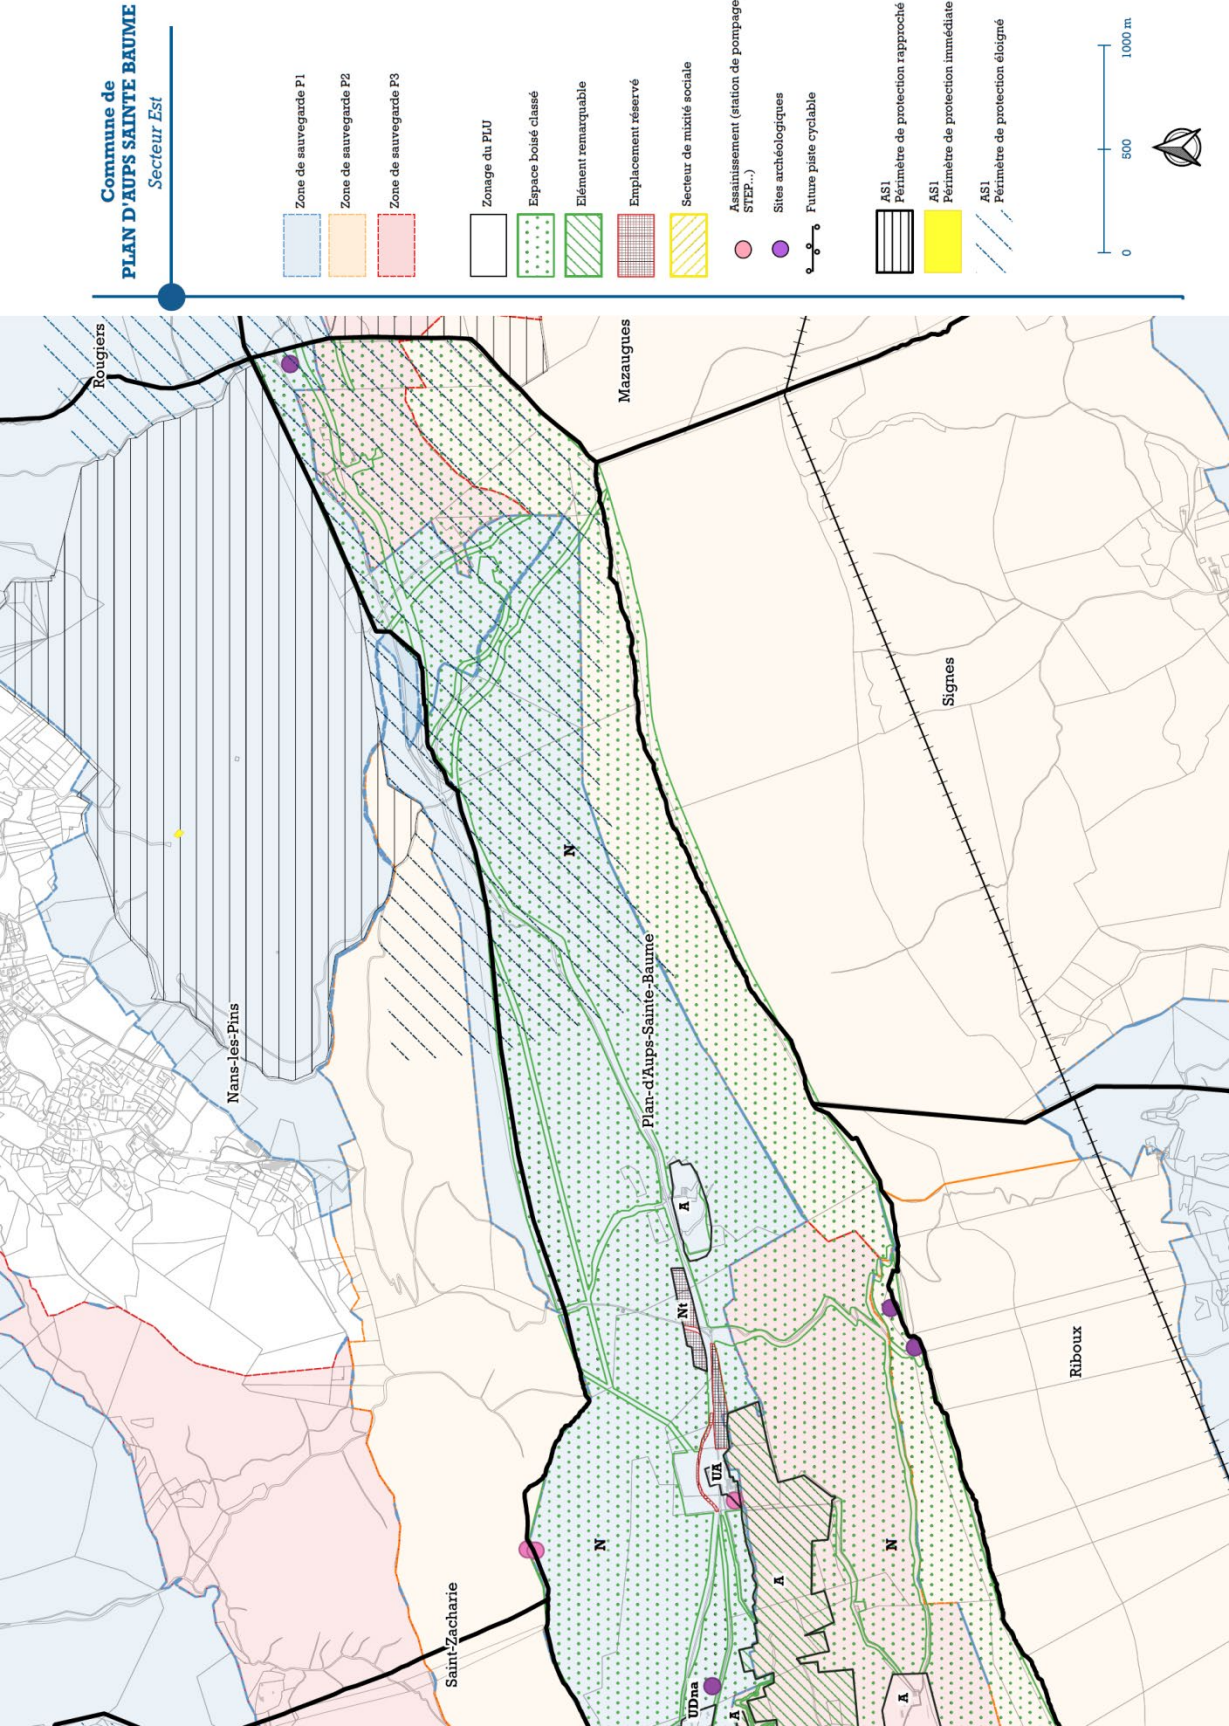 Commune de
PLAN D'AUPS SAINTE BAUME
Secteur Est
Zone de sauvegarde P1
Zone de sauvegarde P2
Zone de sauvegarde P3
Zonage du PLU
Espace boisé classé
Elément remarquable
Emplacement réservé
Secteur de mixité sociale
Assainissement (station de pompage
STEP...)
Sites archéologiques
Future piste cyclable
AS1
Périmètre de protection rapproché
AS1
Périmètre de protection immédiate
AS1
Périmètre de protection éloigné
0
500
1000 m
Rougiers
Mazaugues
Nans-les-Pins
Signes
N
Plan-d'Aups-Sainte-Baume
A
Nt
Riboux
UA
N
A
N
Saint-Zacharie
UDna
A
A